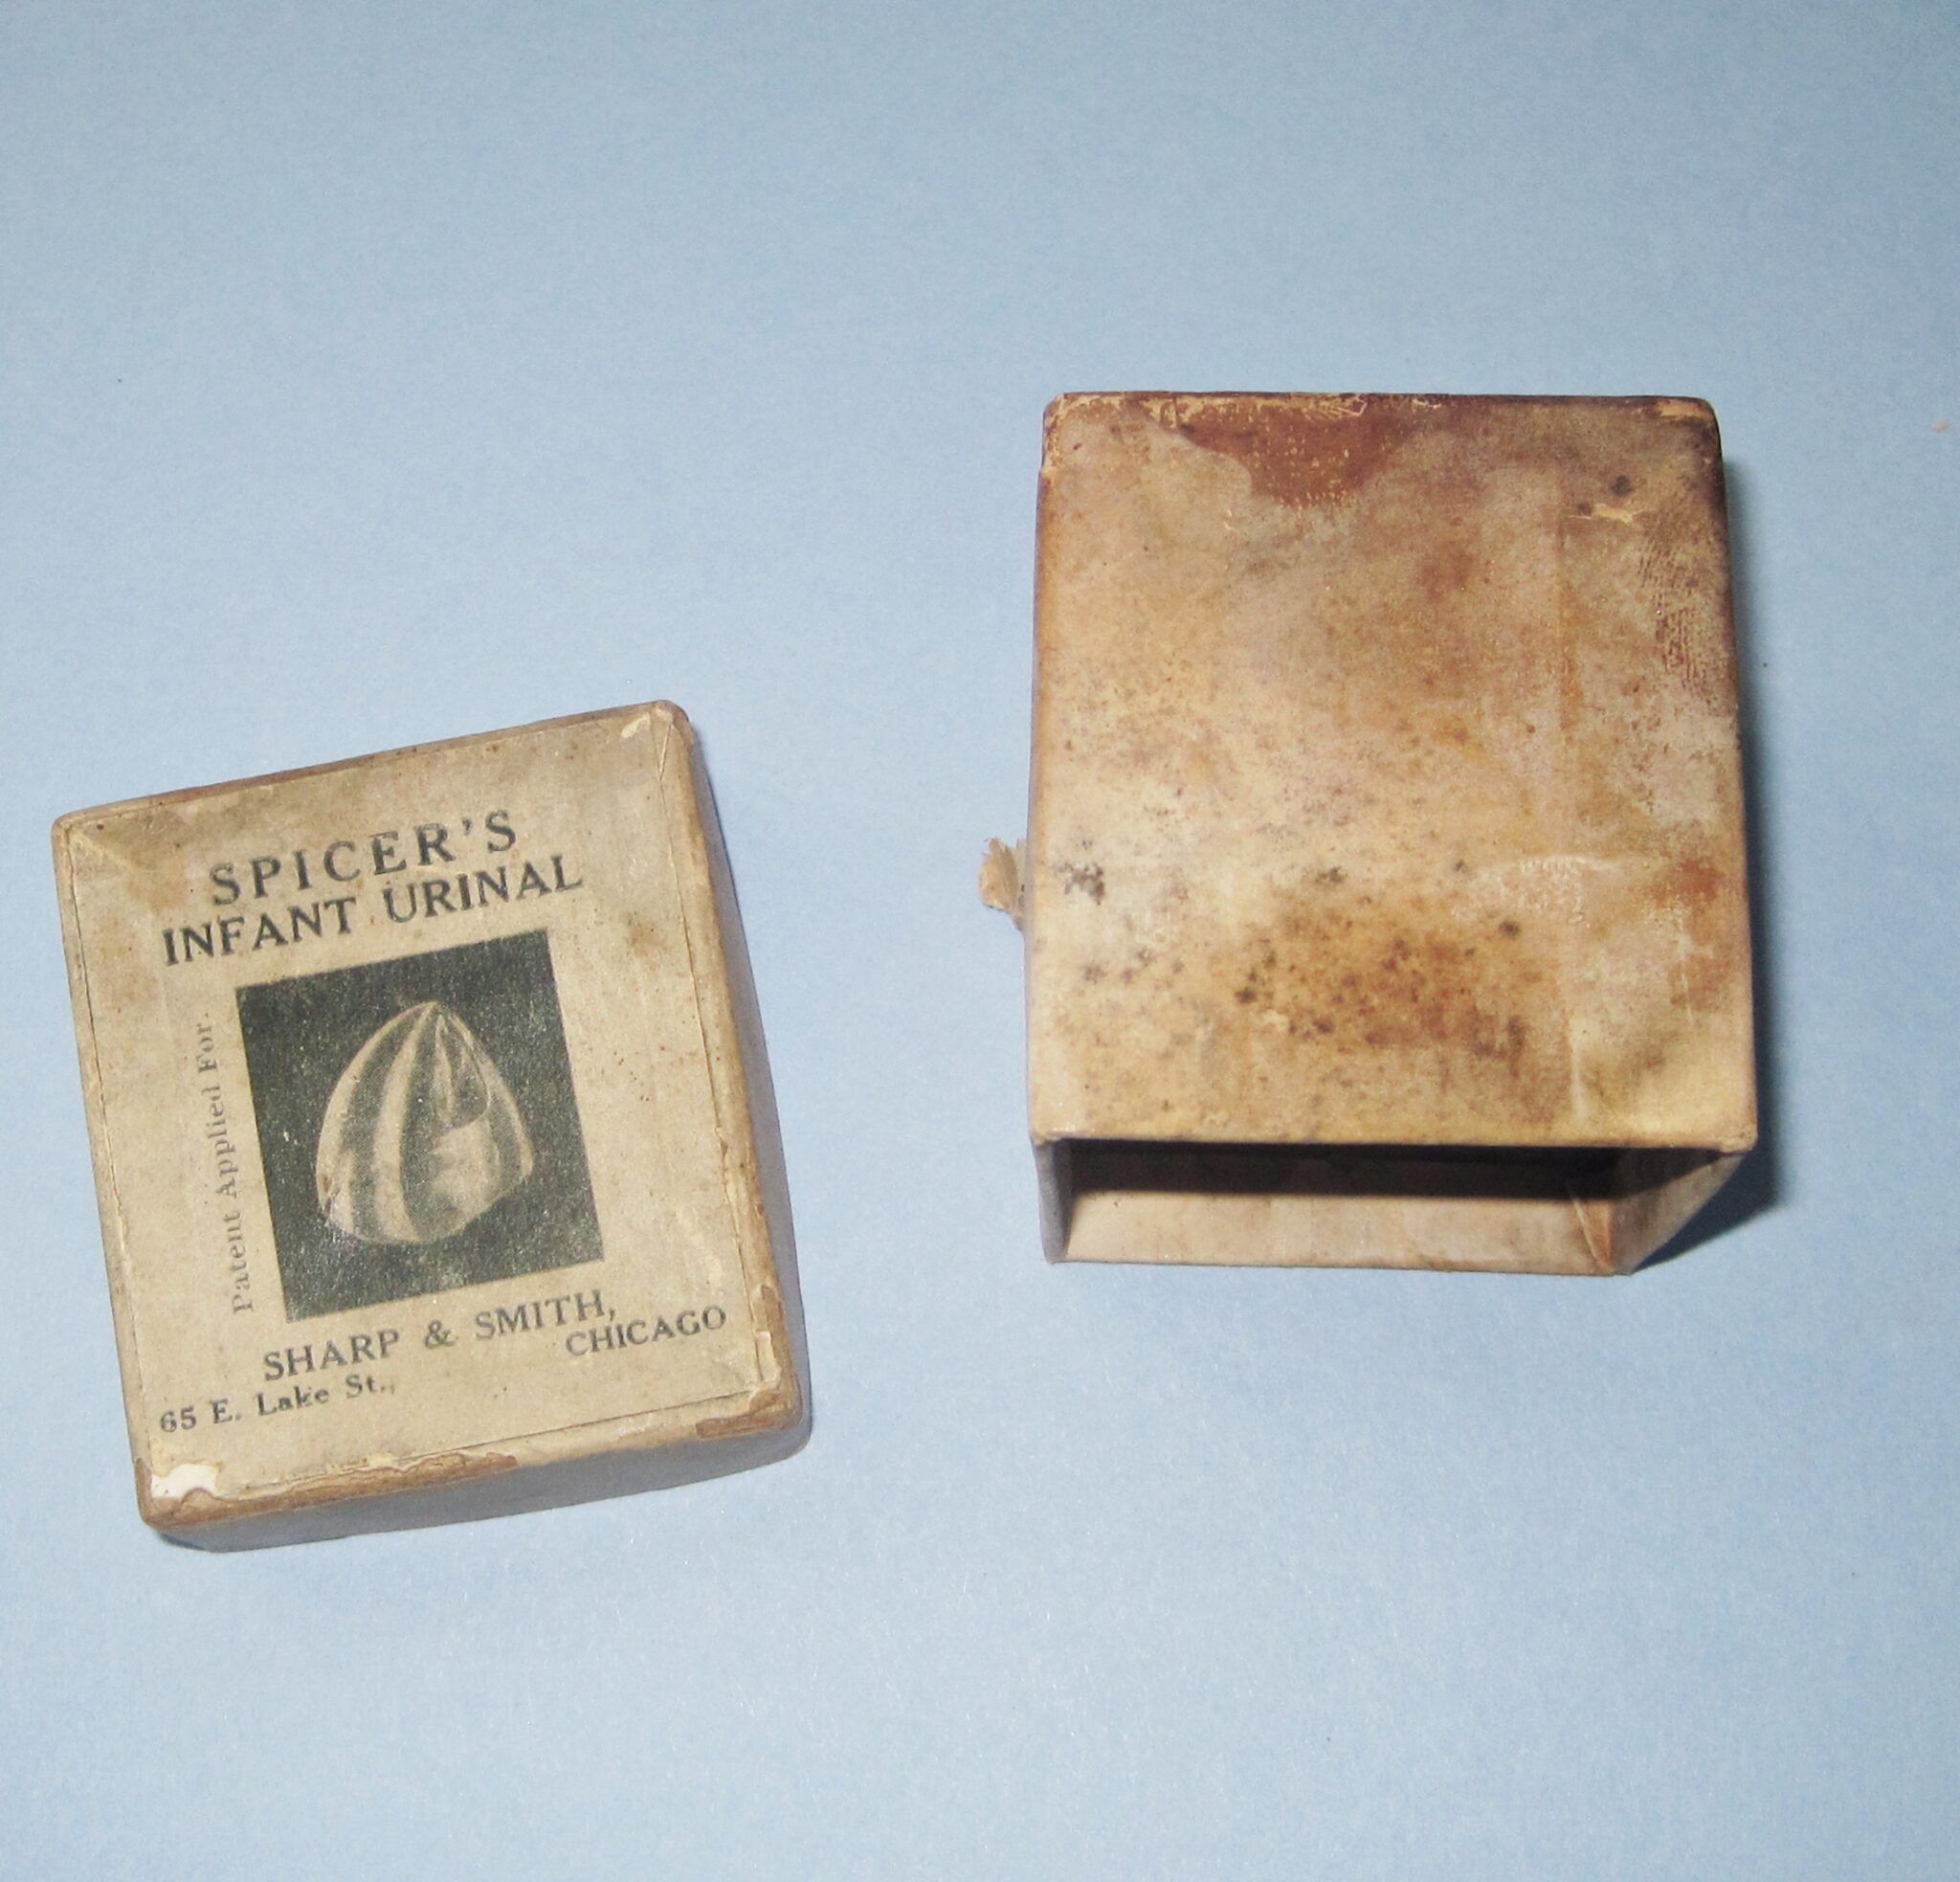 SPICER'S
INFANT URINAL
Patent Applied For.
SHARP & SMITH,
CHICAGO
65 E. Lake St.,